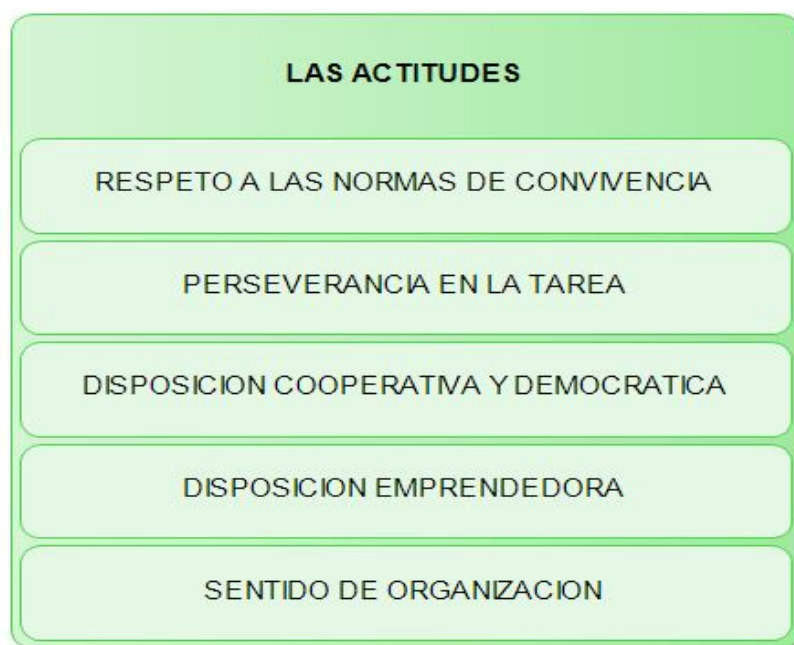 LAS ACTITUDES
RESPETO A LAS NORMAS DE CONVIVENCIA
PERSEVERANCIA EN LA TAREA
DISPOSICION COOPERATIVA Y DEMOCRATICA
DISPOSICION EMPRENDEDORA
SENTIDO DE ORGANIZACION